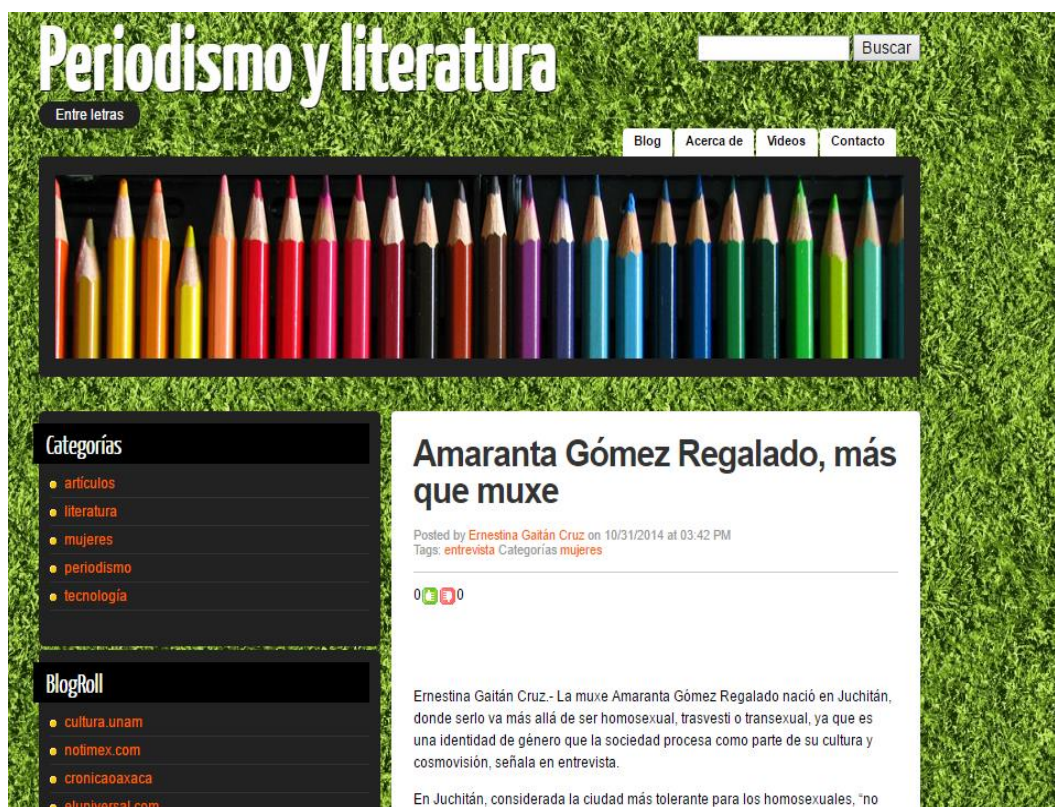 Periodismo y literatura
Buscar
Entre letras
Blog
Acerca de
Videos
Contacto
Categorías
artículos
literatura
mujeres
periodismo
tecnología
BlogRoll
cultura.unam
notimex.com
cronicaoaxaca
eluniversal.com
Amaranta Gómez Regalado, más
que muxe
Posted by Ernestina Gaitán Cruz on 10/31/2014 at 03:42 PM
Tags: entrevista Categorías mujeres
0 0
Ernestina Gaitán Cruz.- La muxe Amaranta Gómez Regalado nació en Juchitán,
donde serlo va más allá de ser homosexual, trasvesti o transexual, ya que es
una identidad de género que la sociedad procesa como parte de su cultura y
cosmovisión, señala en entrevista.
En Juchitán, considerada la ciudad más tolerante para los homosexuales, “no